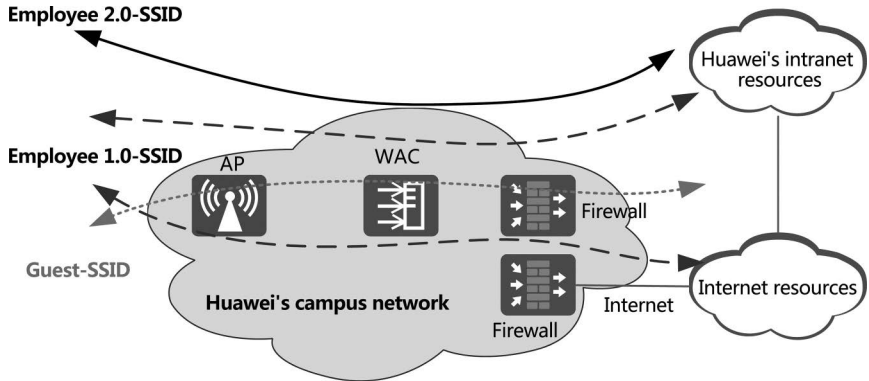 Employee 2.0-SSID
Huawei's intranet
resources
Employee 1.0-SSID
AP
WAC
Firewall
Guest-SSID
Huawei's campus network
Firewall
Internet
Internet resources